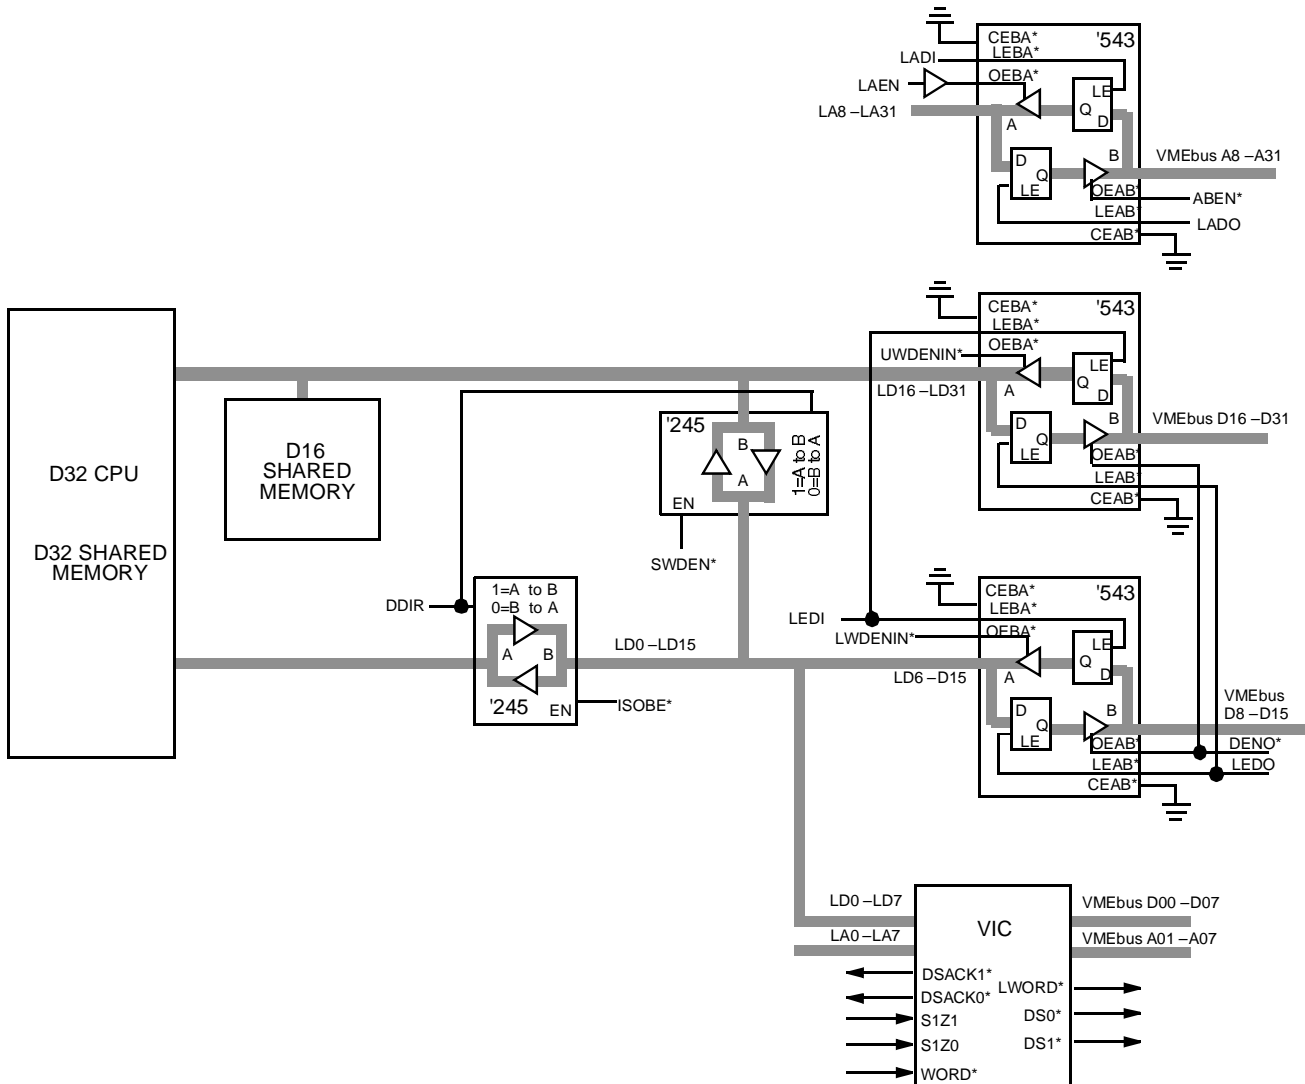 CEBA*
'543
LADI
LEBA*
LAEN
OEBA*
LE
Q
D
LA8 –LA31
A
D
Q
LE
B
VMEbus A8 –A31
OEAB*
ABEN*
LEAB*
LADO
CEAB*
CEBA*
'543
LEBA*
UWDENIN*
OEBA*
LE
Q
D
LD16 –LD31
A
D
Q
LE
B
VMEbus D16 –D31
OEAB*
LEAB*
CEAB*
D32 CPU
D32 SHARED
MEMORY
D16
SHARED
MEMORY
'245
B
A
1=A to B
0=B to A
EN
SWDEN*
DDIR
1=A to B
0=B to A
A
B
'245
EN
ISOBE*
LD0 –LD15
CEBA*
'543
LEBA*
LEDI
LWDENIN*
OEBA*
LE
Q
D
LD6 –D15
A
D
Q
LE
B
VMEbus
D8 –D15
OEAB*
DENO*
LEAB*
LEDO
CEAB*
LD0 –LD7
VMEbus D00 –D07
VIC
LA0 –LA7
VMEbus A01 –A07
DSACK1*
LWORD*
DSACK0*
DS0*
S1Z1
S1Z0
DS1*
WORD*